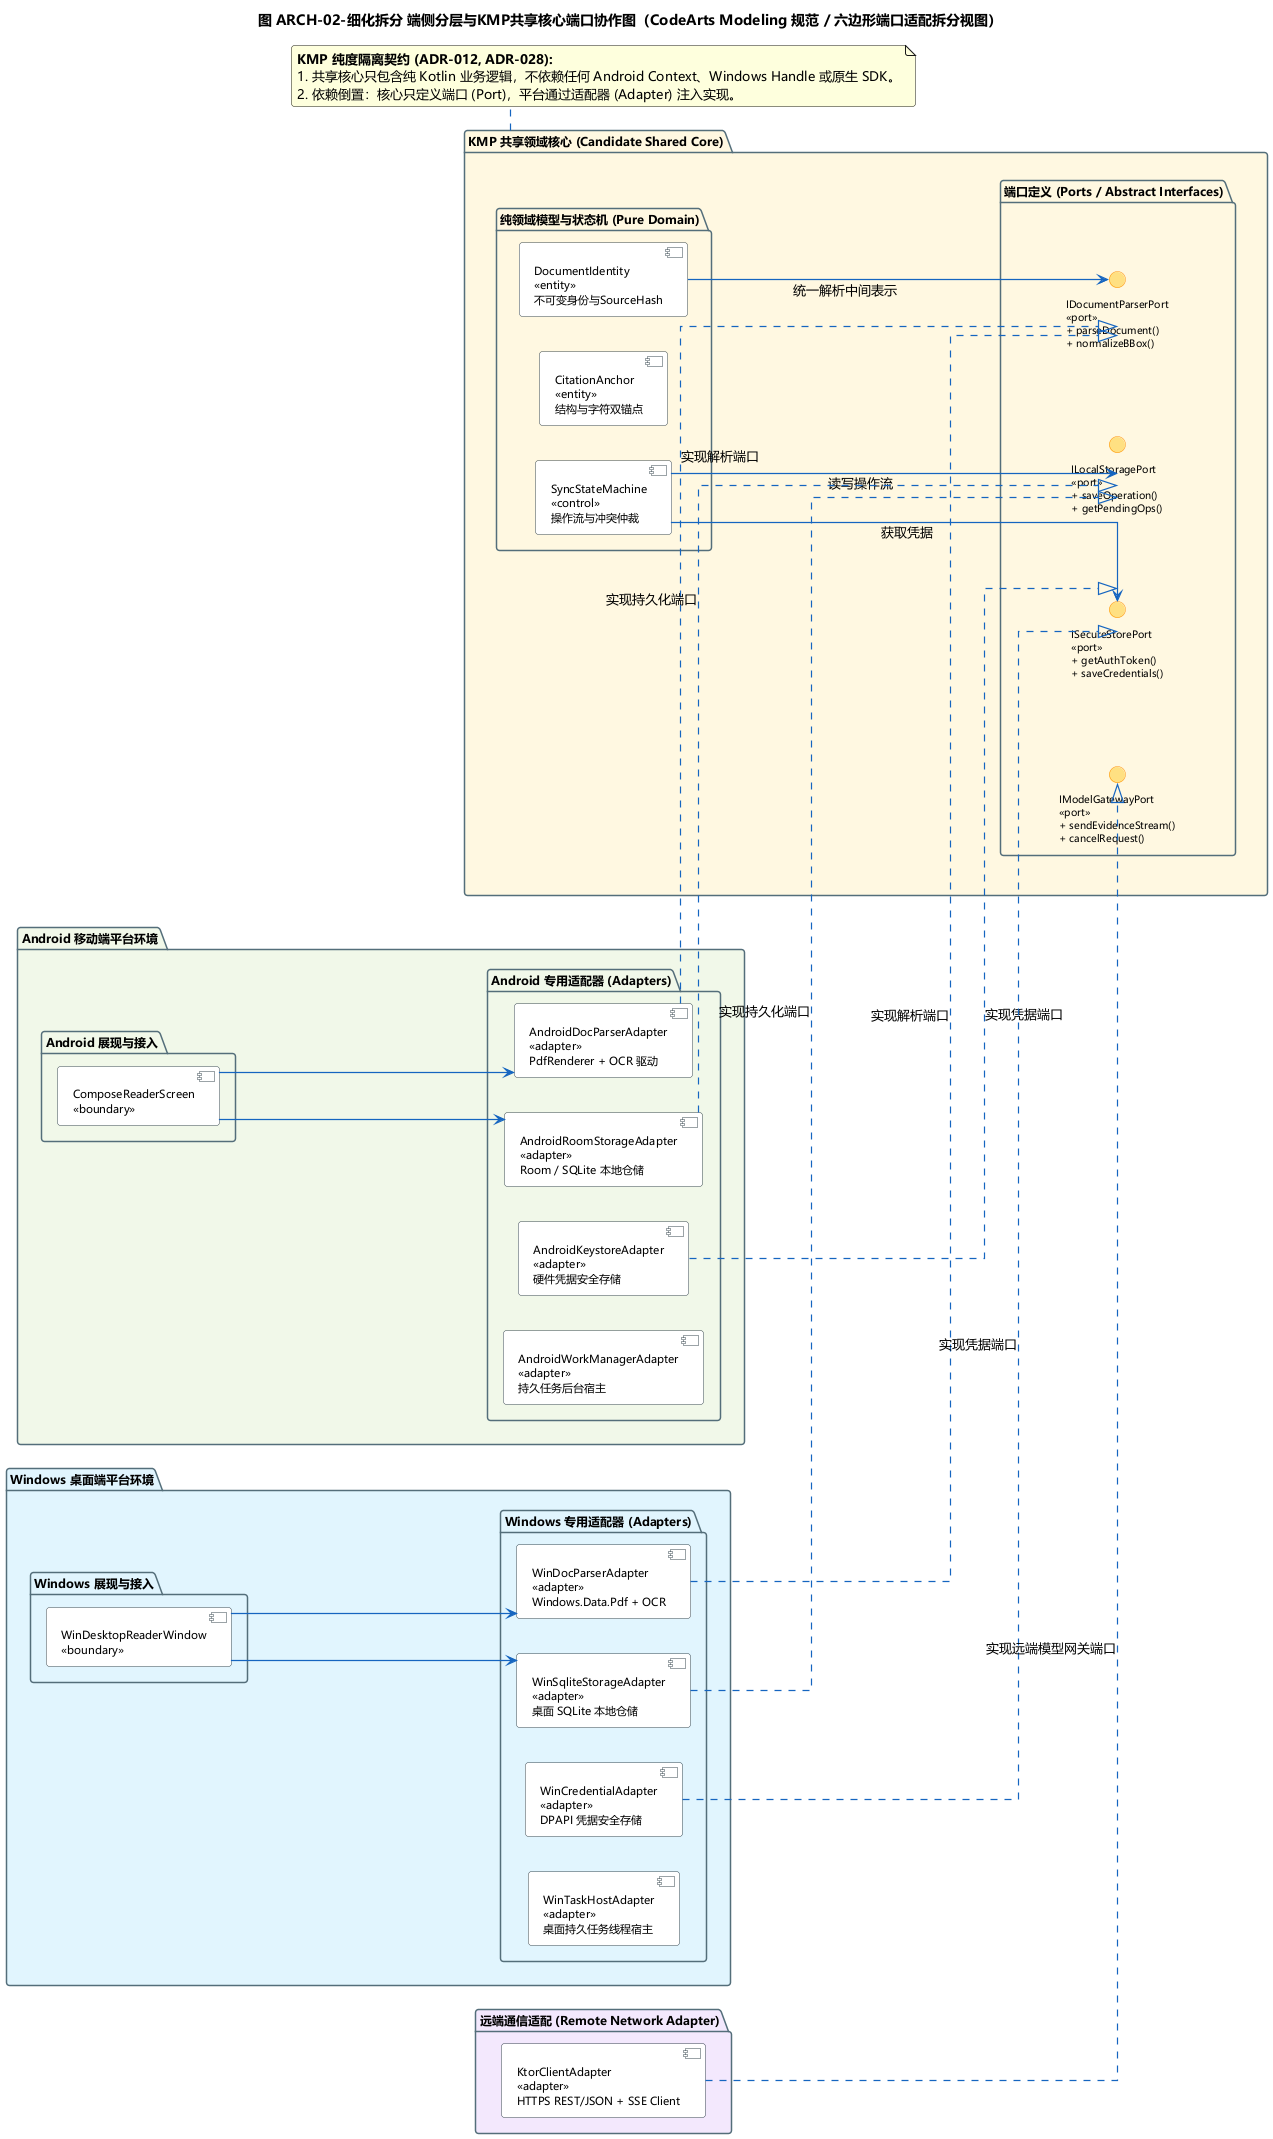 图 ARCH-02-细化拆分 端侧分层与KMP共享核心端口协作图（CodeArts Modeling 规范 / 六边形端口适配拆分视图）
KMP 纯度隔离契约 (ADR-012, ADR-028):
1. 共享核心只包含纯 Kotlin 业务逻辑，不依赖任何 Android Context、Windows Handle 或原生 SDK。
2. 依赖倒置：核心只定义端口 (Port)，平台通过适配器 (Adapter) 注入实现。
KMP 共享领域核心 (Candidate Shared Core)
端口定义 (Ports / Abstract Interfaces)
纯领域模型与状态机 (Pure Domain)
DocumentIdentity
«entity»
不可变身份与SourceHash
统一解析中间表示
IDocumentParserPort
«port»
+ parseDocument()
+ normalizeBBox()
CitationAnchor
«entity»
结构与字符双锚点
实现解析端口
SyncStateMachine
«control»
操作流与冲突仲裁
读写操作流
ILocalStoragePort
«port»
+ saveOperation()
+ getPendingOps()
获取凭据
实现持久化端口
ISecureStorePort
«port»
+ getAuthToken()
+ saveCredentials()
IModelGatewayPort
«port»
+ sendEvidenceStream()
+ cancelRequest()
Android 移动端平台环境
Android 专用适配器 (Adapters)
AndroidDocParserAdapter
«adapter»
PdfRenderer + OCR 驱动
实现持久化端口
实现解析端口
实现凭据端口
Android 展现与接入
ComposeReaderScreen
«boundary»
AndroidRoomStorageAdapter
«adapter»
Room / SQLite 本地仓储
AndroidKeystoreAdapter
«adapter»
硬件凭据安全存储
实现凭据端口
AndroidWorkManagerAdapter
«adapter»
持久任务后台宿主
Windows 桌面端平台环境
Windows 专用适配器 (Adapters)
WinDocParserAdapter
«adapter»
Windows.Data.Pdf + OCR
Windows 展现与接入
WinDesktopReaderWindow
«boundary»
实现远端模型网关端口
WinSqliteStorageAdapter
«adapter»
桌面 SQLite 本地仓储
WinCredentialAdapter
«adapter»
DPAPI 凭据安全存储
WinTaskHostAdapter
«adapter»
桌面持久任务线程宿主
远端通信适配 (Remote Network Adapter)
KtorClientAdapter
«adapter»
HTTPS REST/JSON + SSE Client